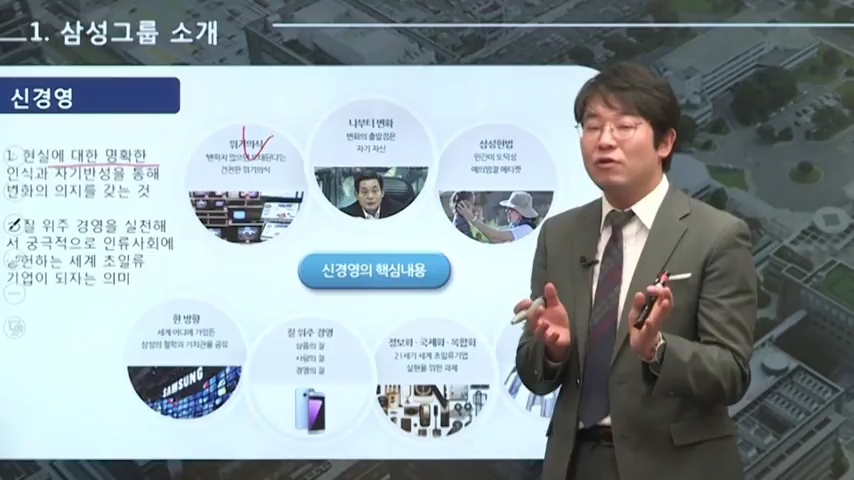 1. 삼성그룹 소개
신경영
1. 현실에 대한 명확한
인식과 자기반성을 통해
변화의 의지를 갖는 것
질 위주 경영을 실천해
서 궁극적으로 인류사회에
하는 세계 초일류
기업이 되자는 의미
위기의식
건전한 위기의식
나부터 변화
변화의 출발점은
자기 자신
삼성헌법
인간미 도덕성
예의범절 에티켓
신경영의 핵심내용
한 방향
세계 어디에 가있든
삼성의 철학과 가치관을 공유
SAMSUNG
질 위주 경영
상품의 질
사람의 질
경영의 질
정보화 · 국제화 · 복합화
21세기 세계 초일류기업
실현을 위한 과제